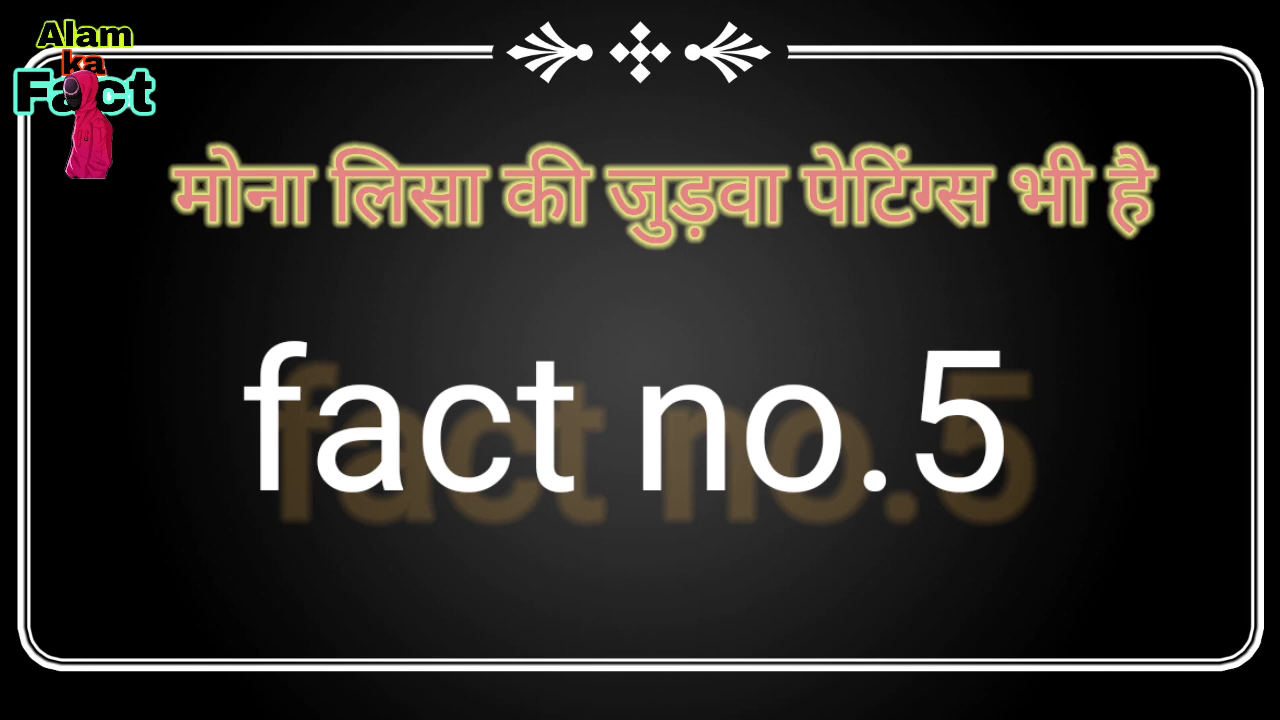 Alam
ka
Fact
मोना लिसा की जुड़वा पेटिंग्स भी है
fact no.5